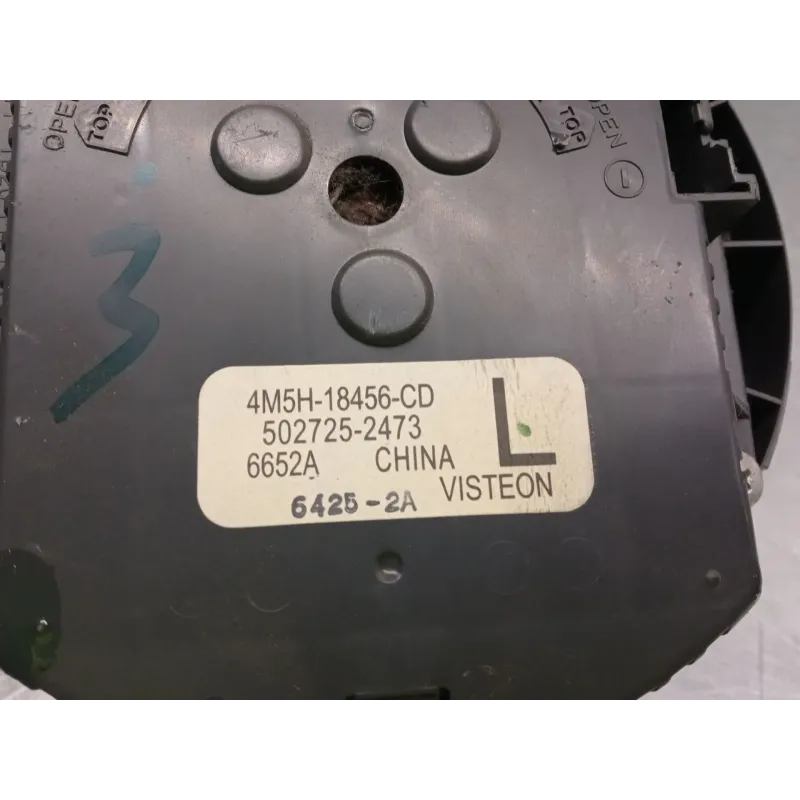 OPEN
TOP
TOP
OPEN
3
4M5H-18456-CD
502725-2473
6652A CHINA
L
VISTEON
6425-2A